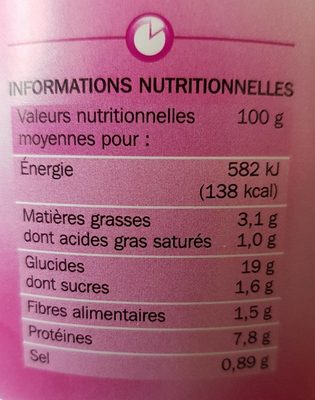 INFORMATIONS NUTRITIONNELLES
Valeurs nutritionnelles 100 g
moyennes pour :
Énergie 582 kJ
(138 kcal)
Matières grasses 3,1 g
dont acides gras saturés 1,0 g
Glucides 19 g
dont sucres 1,6 g
Fibres alimentaires 1,5 g
Protéines 7,8 g
Sel 0,89 g